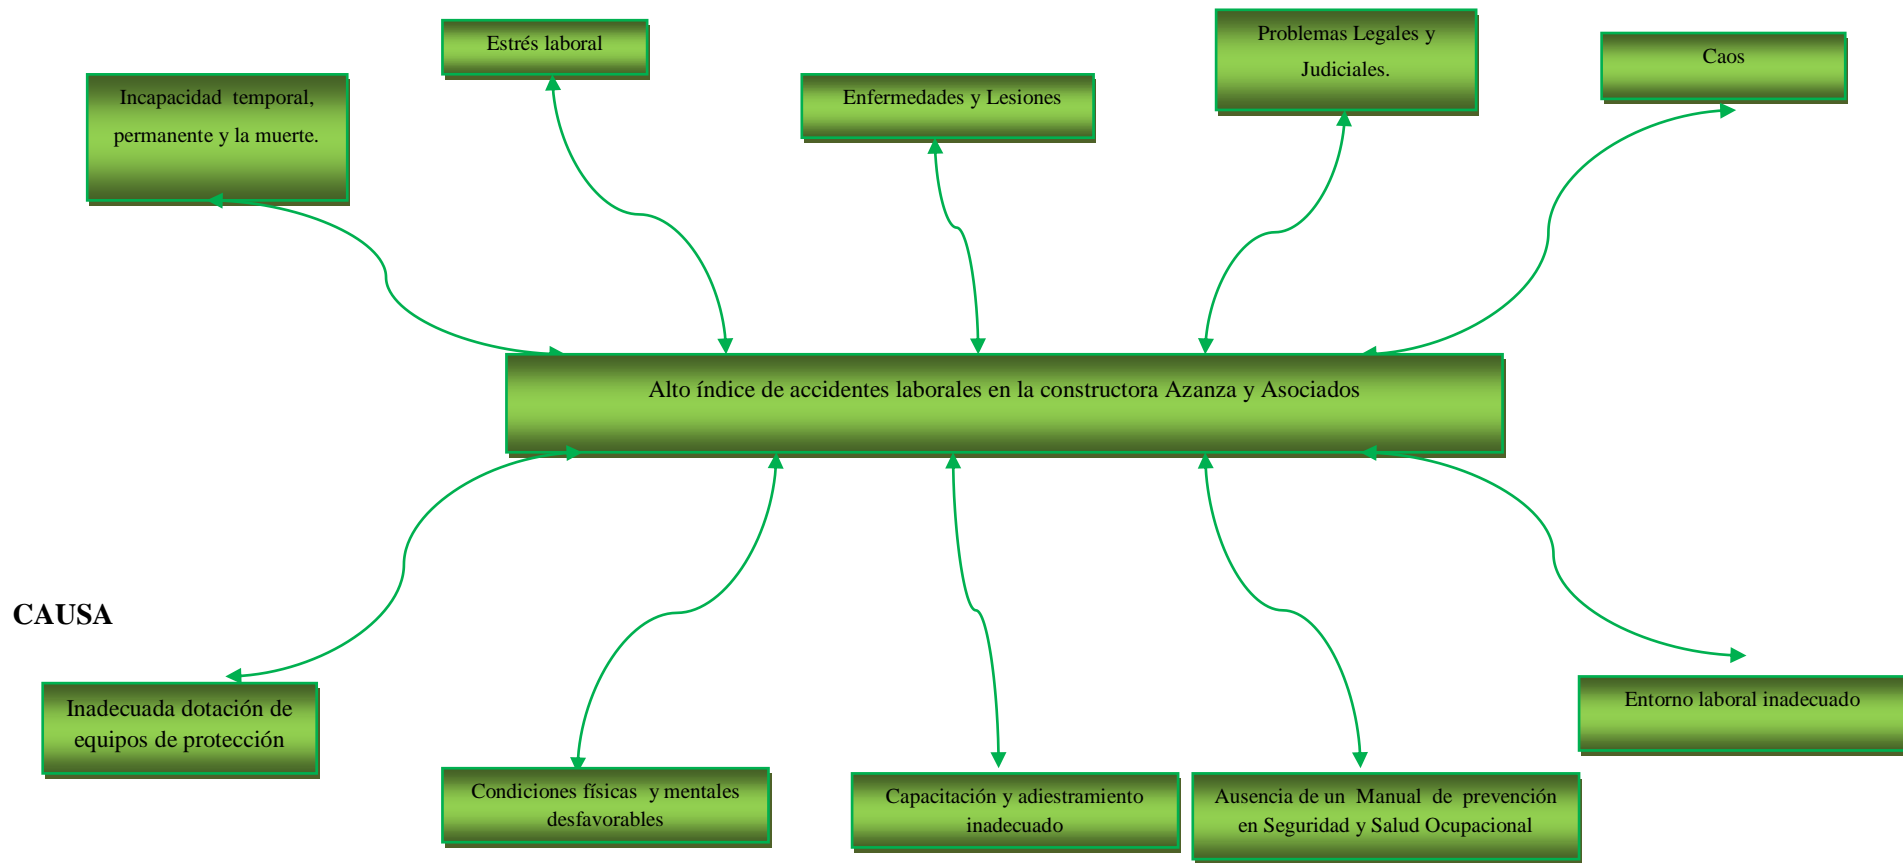 Estrés laboral
Problemas Legales y
Judiciales.
Caos
Incapacidad  temporal,
permanente y la muerte.
Enfermedades y Lesiones
Alto índice de accidentes laborales en la constructora Azanza y Asociados
CAUSA
Inadecuada dotación de
equipos de protección
Condiciones físicas  y mentales
desfavorables
Capacitación y adiestramiento
inadecuado
Ausencia de un  Manual  de  prevención
en Seguridad y Salud Ocupacional
Entorno laboral inadecuado